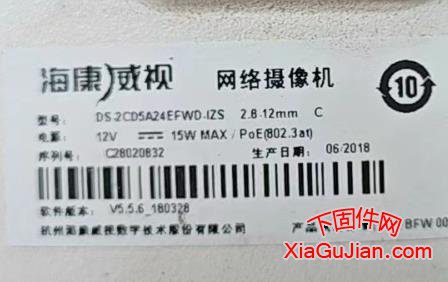 海康威视 网络摄像机 10
型号: DS-2CD5A24EFWD-IZS 2.8-12mm C
电源: 12V 15W MAX / PoE(802.3at)
序列号: C28020832 生产日期: 06/2018
软件版本: V5.5.6_180328
杭州海康威视数字技术股份有限公司 产品
下固件网
XiaGuJian.com
BFW 00